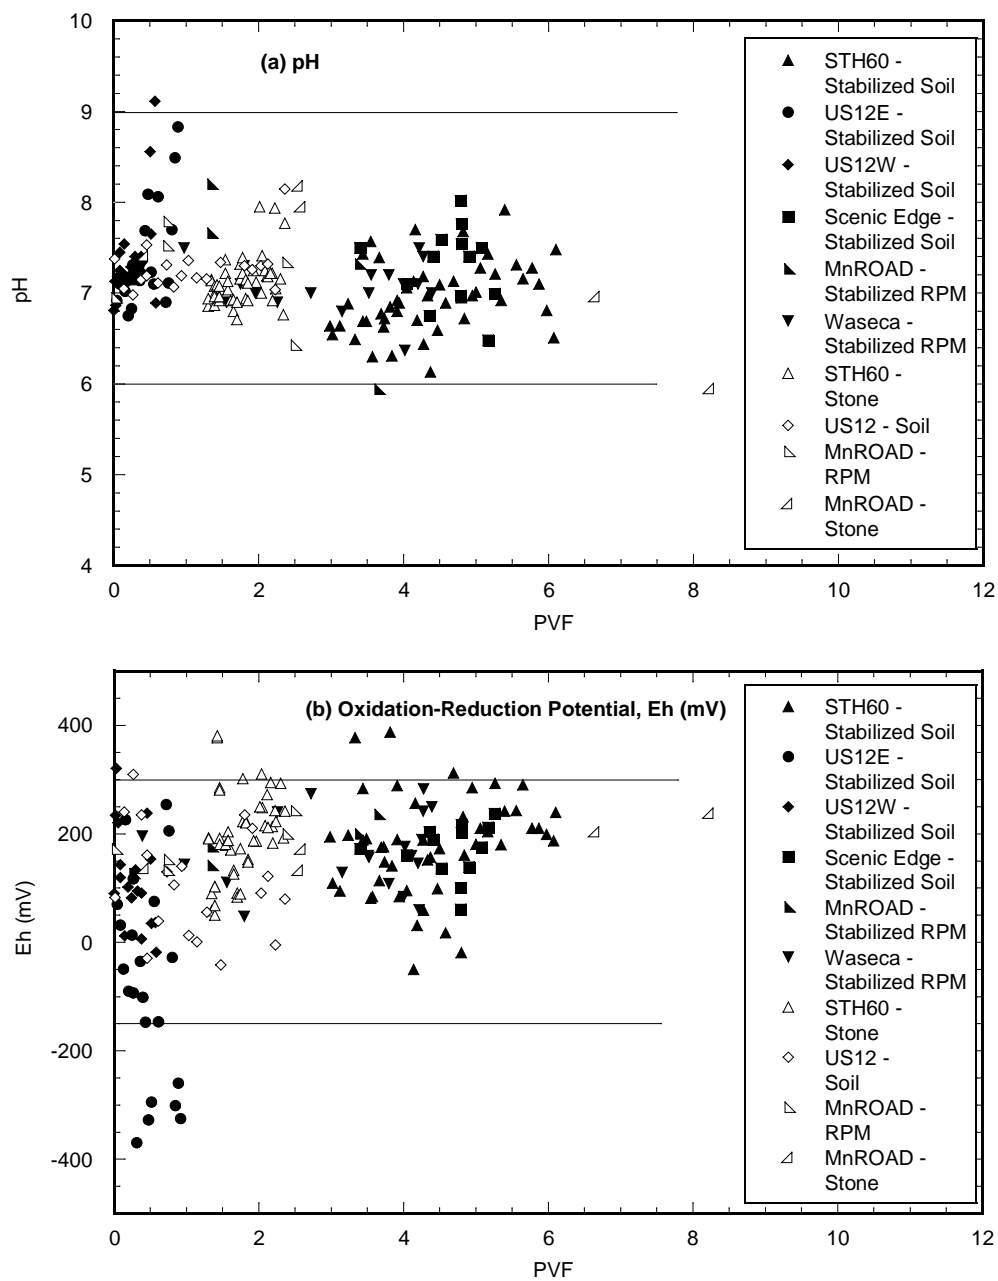 (a) pH
10
9
8
7
6
5
4
pH
0
2
4
6
8
10
12
PVF
STH60 -
Stabilized Soil
US12E -
Stabilized Soil
US12W -
Stabilized Soil
Scenic Edge -
Stabilized Soil
MnROAD -
Stabilized RPM
Waseca -
Stabilized RPM
STH60 -
Stone
US12 - Soil
MnROAD -
RPM
MnROAD -
Stone
(b) Oxidation-Reduction Potential, Eh (mV)
400
200
0
-200
-400
Eh (mV)
0
2
4
6
8
10
12
PVF
STH60 -
Stabilized Soil
US12E -
Stabilized Soil
US12W -
Stabilized Soil
Scenic Edge -
Stabilized Soil
MnROAD -
Stabilized RPM
Waseca -
Stabilized RPM
STH60 -
Stone
US12 -
Soil
MnROAD -
RPM
MnROAD -
Stone